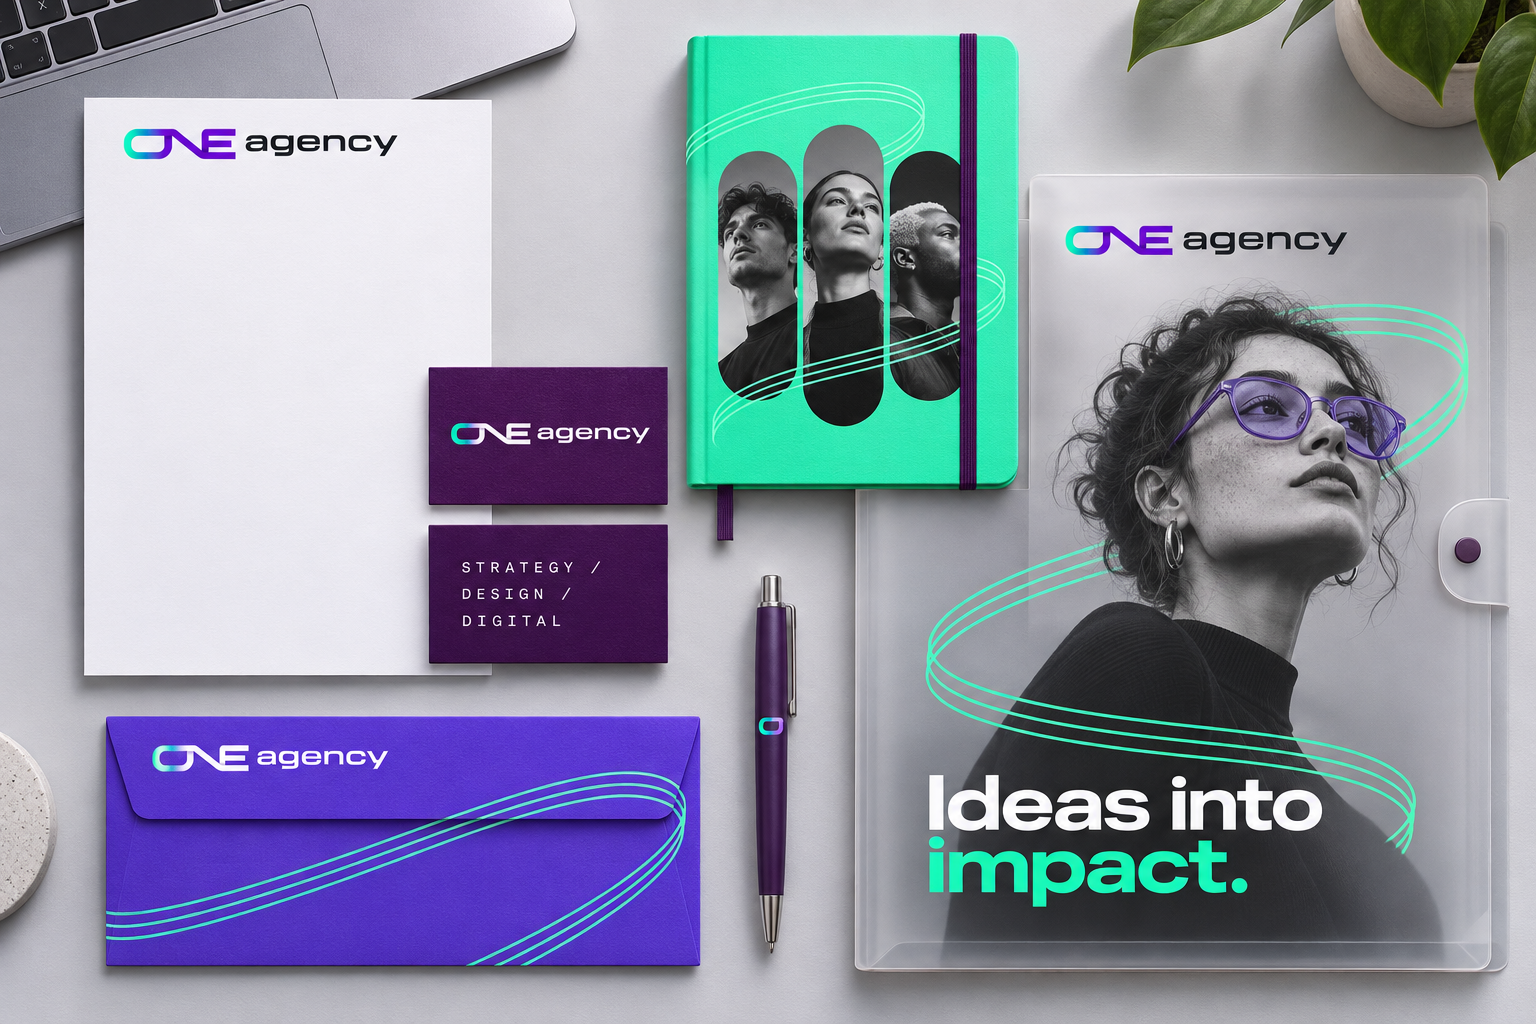 ONE agency
ONE agency
ONE agency
STRATEGY /
DESIGN /
DIGITAL
ONE agency
Ideas into
impact.